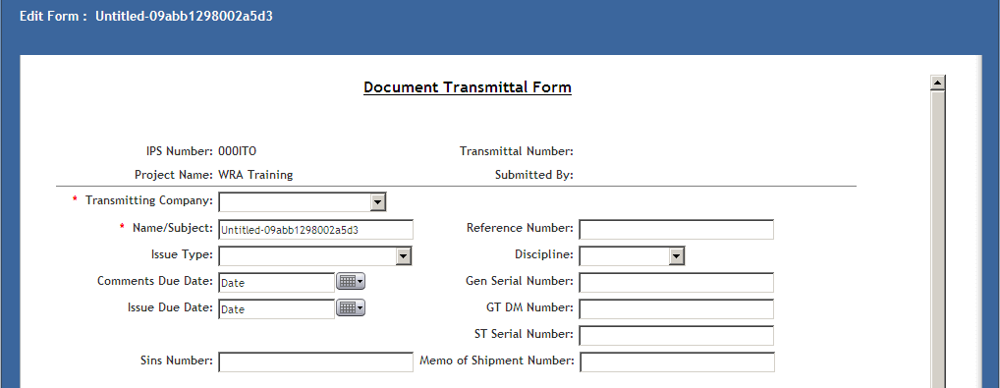 Edit Form : Untitled-09abb1298002a5d3
Document Transmittal Form
IPS Number: 000ITO Transmittal Number:
Project Name: WRA Training Submitted By:
* Transmitting Company:
* Name/Subject: Untitled-09abb1298002a5d3 Reference Number:
Issue Type: Discipline:
Comments Due Date: Date Gen Serial Number:
Issue Due Date: Date GT DM Number:
ST Serial Number:
Sins Number: Memo of Shipment Number: